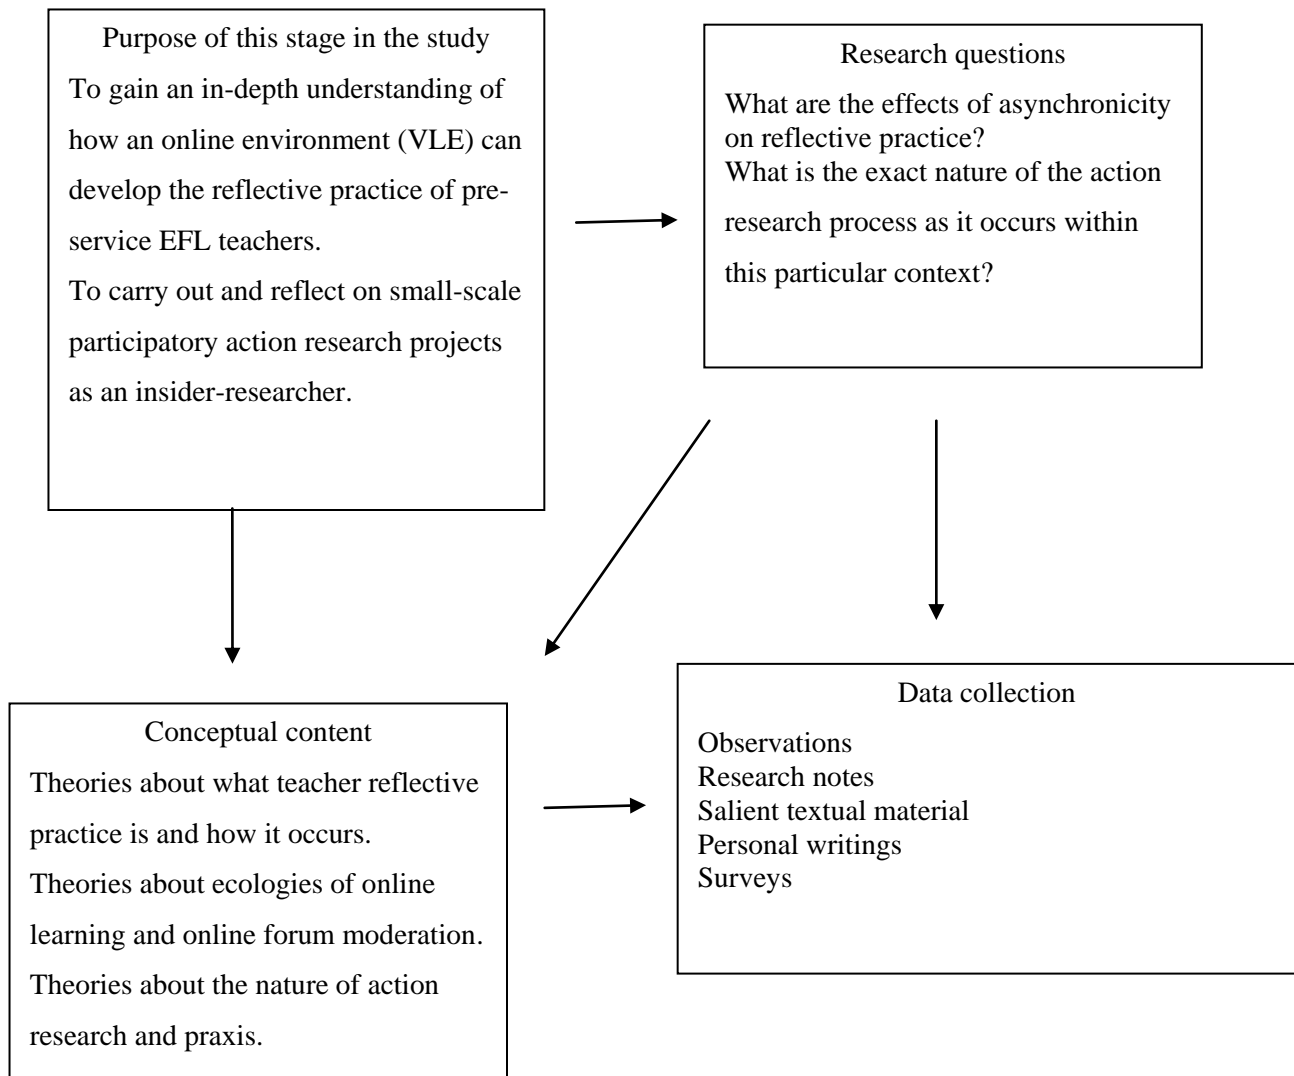 Purpose of this stage in the study
To gain an in-depth understanding of
how an online environment (VLE) can
develop the reflective practice of pre-
service EFL teachers.
To carry out and reflect on small-scale
participatory action research projects
as an insider-researcher.
Research questions
What are the effects of asynchronicity
on reflective practice?
What is the exact nature of the action
research process as it occurs within
this particular context?
Conceptual content
Theories about what teacher reflective
practice is and how it occurs.
Theories about ecologies of online
learning and online forum moderation.
Theories about the nature of action
research and praxis.
Data collection
Observations
Research notes
Salient textual material
Personal writings
Surveys